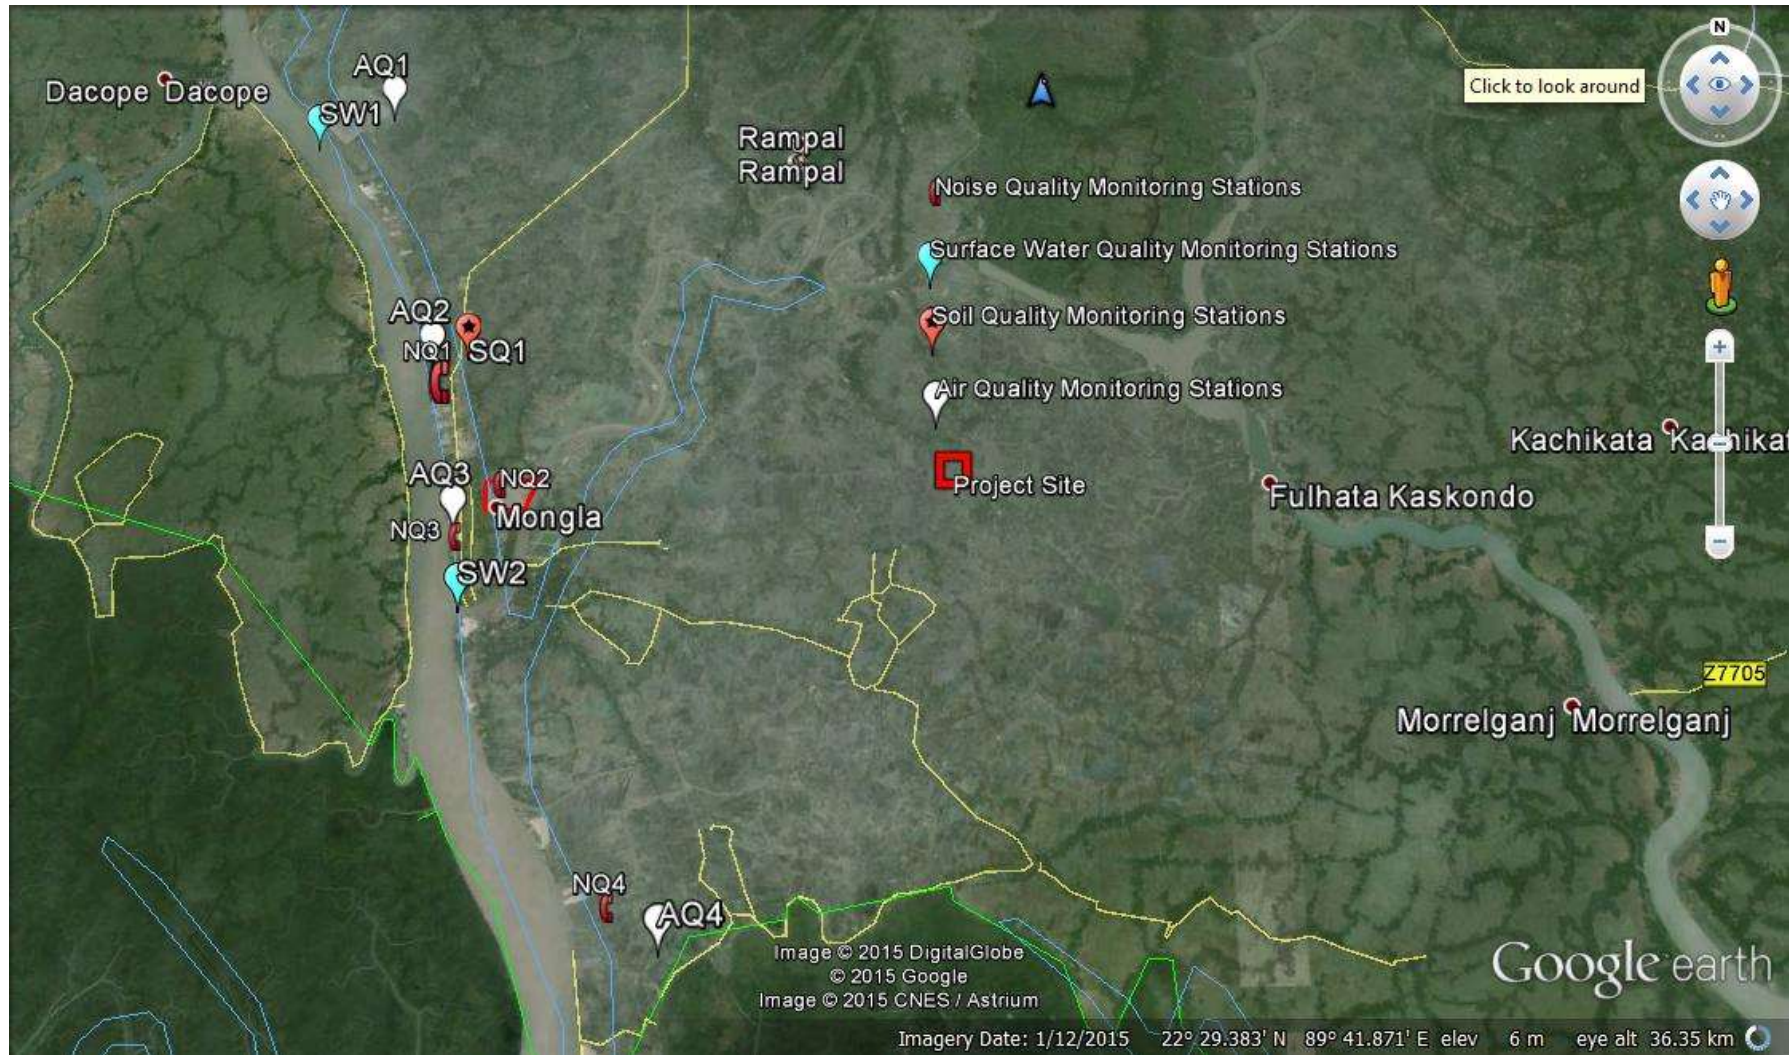 N
Click to look around
AQ1
Dacope Dacope
SW1
Rampal
Rampal
Noise Quality Monitoring Stations
Surface Water Quality Monitoring Stations
AQ2
Soil Quality Monitoring Stations
NQ1
SQ1
Air Quality Monitoring Stations
Kachikata
AQ3
NQ2
Project Site
Fulhata Kaskondo
Mongla
NQ3
SW2
Z7705
Morrelganj Morrelganj
NQ4
AQ4
Image © 2015 DigitalGlobe
© 2015 Google
Image © 2015 CNES / Astrium
Google earth
Imagery Date: 1/12/2015 22° 29.383' N 89° 41.871' E elev 6 m eye alt 36.35 km